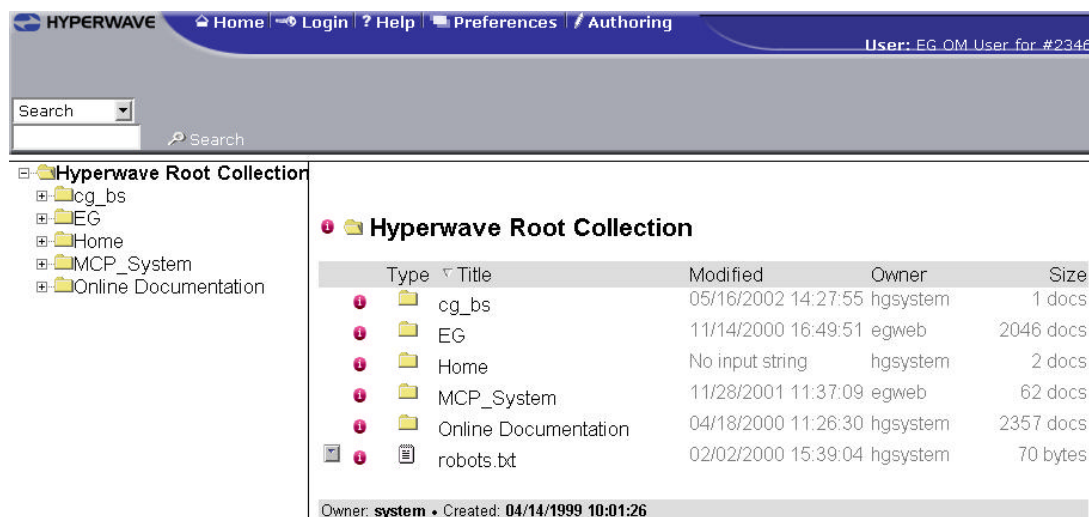 HYPERWAVE Home Login ? Help Preferences Authoring
User: EG OM User for #2346
Search
Search
Hyperwave Root Collection
cg_bs
EG
Home
MCP_System
Online Documentation
Hyperwave Root Collection
Type Title Modified Owner Size
cg_bs 05/16/2002 14:27:55 hgsystem 1 docs
EG 11/14/2000 16:49:51 egweb 2046 docs
Home No input string hgsystem 2 docs
MCP_System 11/28/2001 11:37:09 egweb 62 docs
Online Documentation 04/18/2000 11:26:30 hgsystem 2357 docs
robots.txt 02/02/2000 15:39:04 hgsystem 70 bytes
Owner: system • Created: 04/14/1999 10:01:26